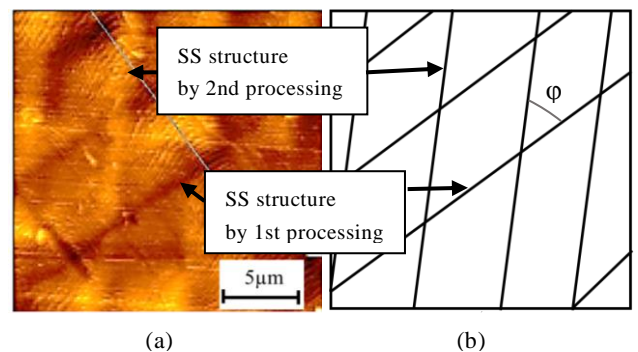 SS structure
by 2nd processing
φ
SS structure
by 1st processing
5μm
(a)
(b)